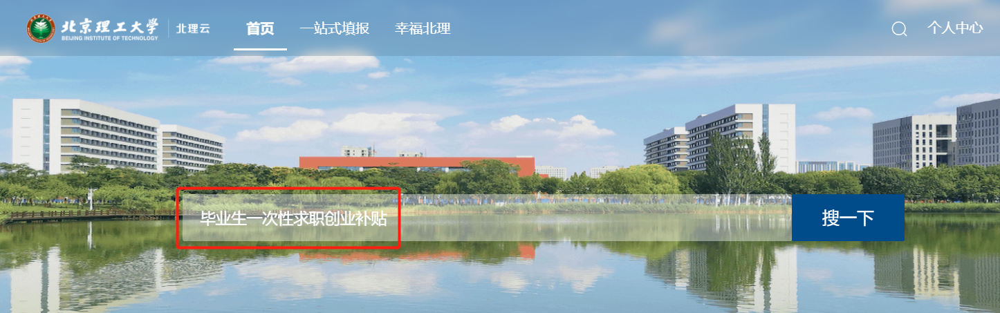 北京理工大学
BEIJING INSTITUTE OF TECHNOLOGY
北理云
首页
一站式填报
幸福北理
个人中心
毕业生一次性求职创业补贴
搜一下